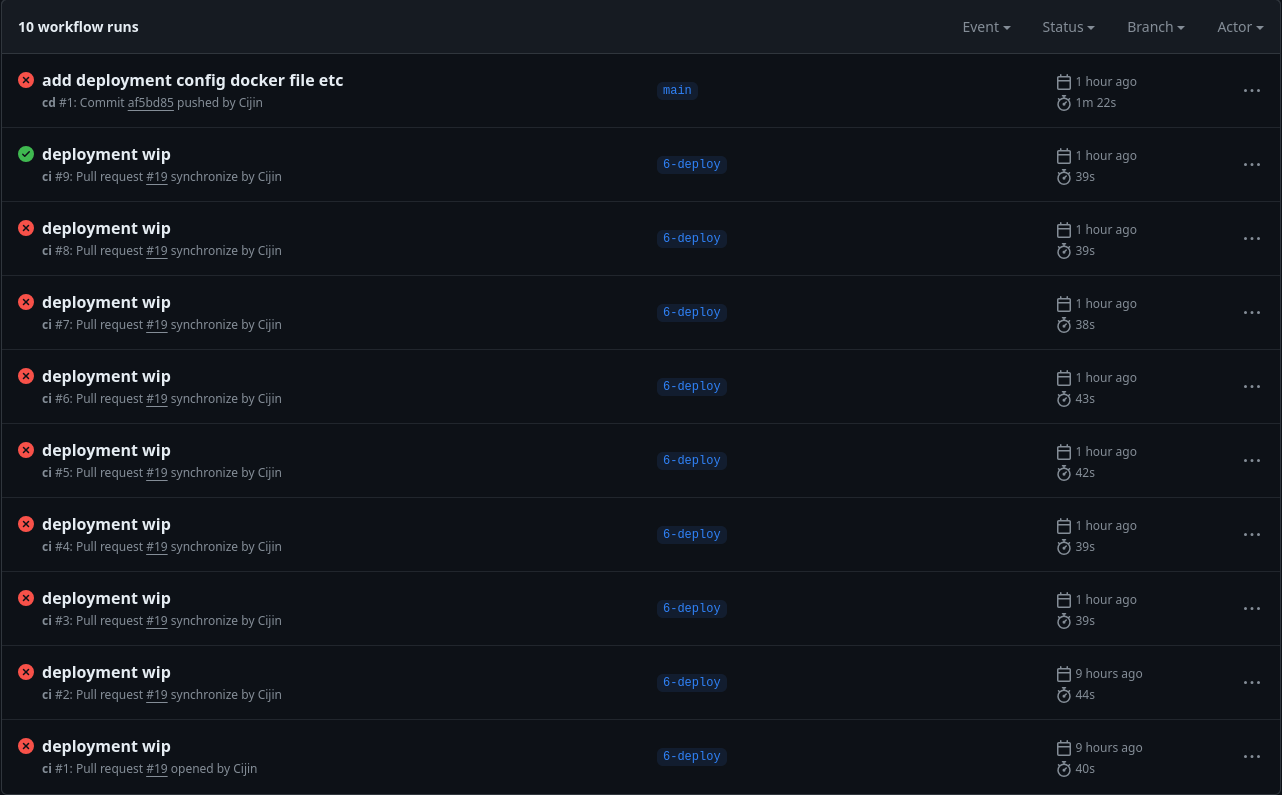 10 workflow runs
Event
Status
Branch
Actor
add deployment config docker file etc
cd #1: Commit af5bd85 pushed by Cijin
main
1 hour ago
1m 22s
deployment wip
ci #9: Pull request #19 synchronize by Cijin
6-deploy
1 hour ago
39s
deployment wip
ci #8: Pull request #19 synchronize by Cijin
6-deploy
1 hour ago
39s
deployment wip
ci #7: Pull request #19 synchronize by Cijin
6-deploy
1 hour ago
38s
deployment wip
ci #6: Pull request #19 synchronize by Cijin
6-deploy
1 hour ago
43s
deployment wip
ci #5: Pull request #19 synchronize by Cijin
6-deploy
1 hour ago
42s
deployment wip
ci #4: Pull request #19 synchronize by Cijin
6-deploy
1 hour ago
39s
deployment wip
ci #3: Pull request #19 synchronize by Cijin
6-deploy
1 hour ago
39s
deployment wip
ci #2: Pull request #19 synchronize by Cijin
6-deploy
9 hours ago
44s
deployment wip
ci #1: Pull request #19 opened by Cijin
6-deploy
9 hours ago
40s